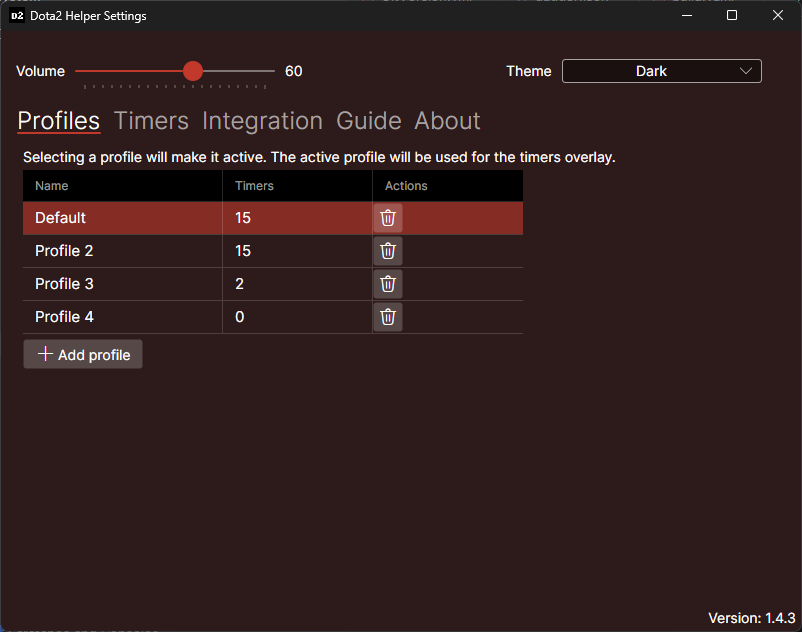 D2 Dota2 Helper Settings
Volume 60 Theme Dark
Profiles Timers Integration Guide About
Selecting a profile will make it active. The active profile will be used for the timers overlay.
Name Timers Actions
Default 15
Profile 2 15
Profile 3 2
Profile 4 0
Add profile
Version: 1.4.3